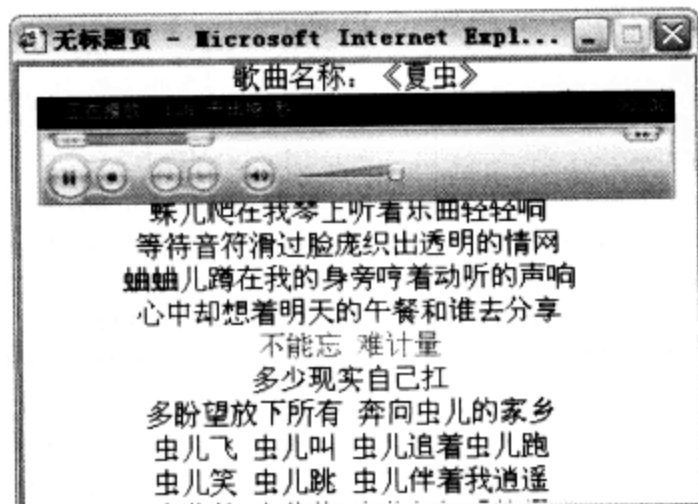 无标题页 - Microsoft Internet Expl...
歌曲名称：《夏虫》
蛛儿爬在我琴上听着乐曲轻轻响
等待音符滑过脸庞织出透明的情网
蛐蛐儿蹲在我的身旁哼着动听的声响
心中却想着明天的午餐和谁去分享
不能忘 难计量
多少现实自己扛
多盼望放下所有 奔向虫儿的家乡
虫儿飞 虫儿叫 虫儿追着虫儿跑
虫儿笑 虫儿跳 虫儿伴着我逍遥